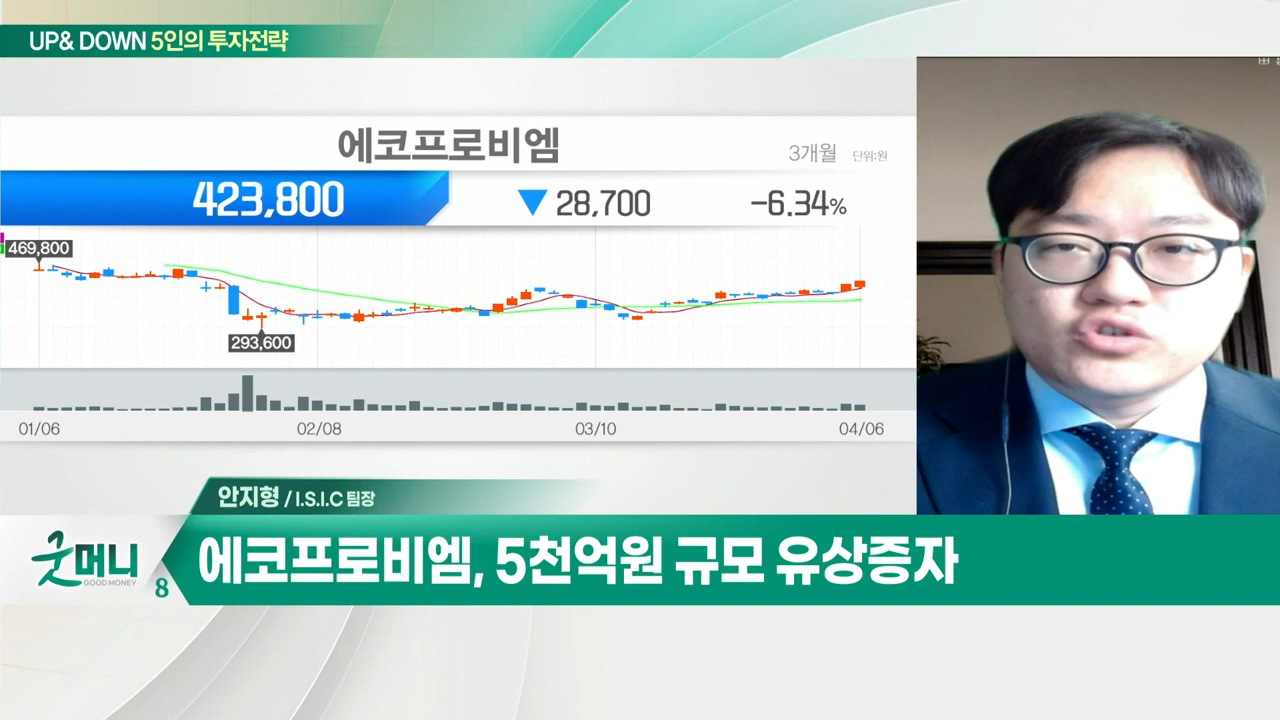 UP& DOWN 5인의 투자전략
에코프로비엠
3개월 단위:원
423,800 ▼ 28,700 -6.34%
469,800
293,600
01/06 02/08 03/10 04/06
안지형 / I.S.I.C 팀장
굿머니
GOOD MONEY
8
에코프로비엠, 5천억원 규모 유상증자